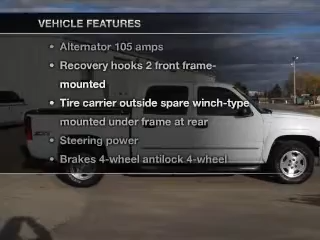 VEHICLE FEATURES
• Alternator 105 amps
• Recovery hooks 2 front frame-
mounted
• Tire carrier outside spare winch-type
mounted under frame at rear
• Steering power
• Brakes 4-wheel antilock 4-wheel